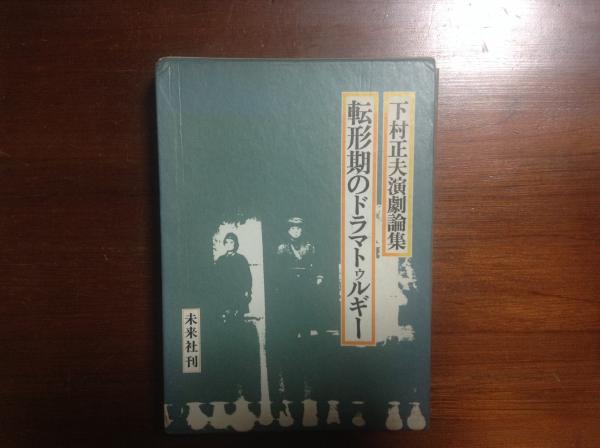 下村正夫演劇論集
転形期のドラマトゥルギー
未来社刊